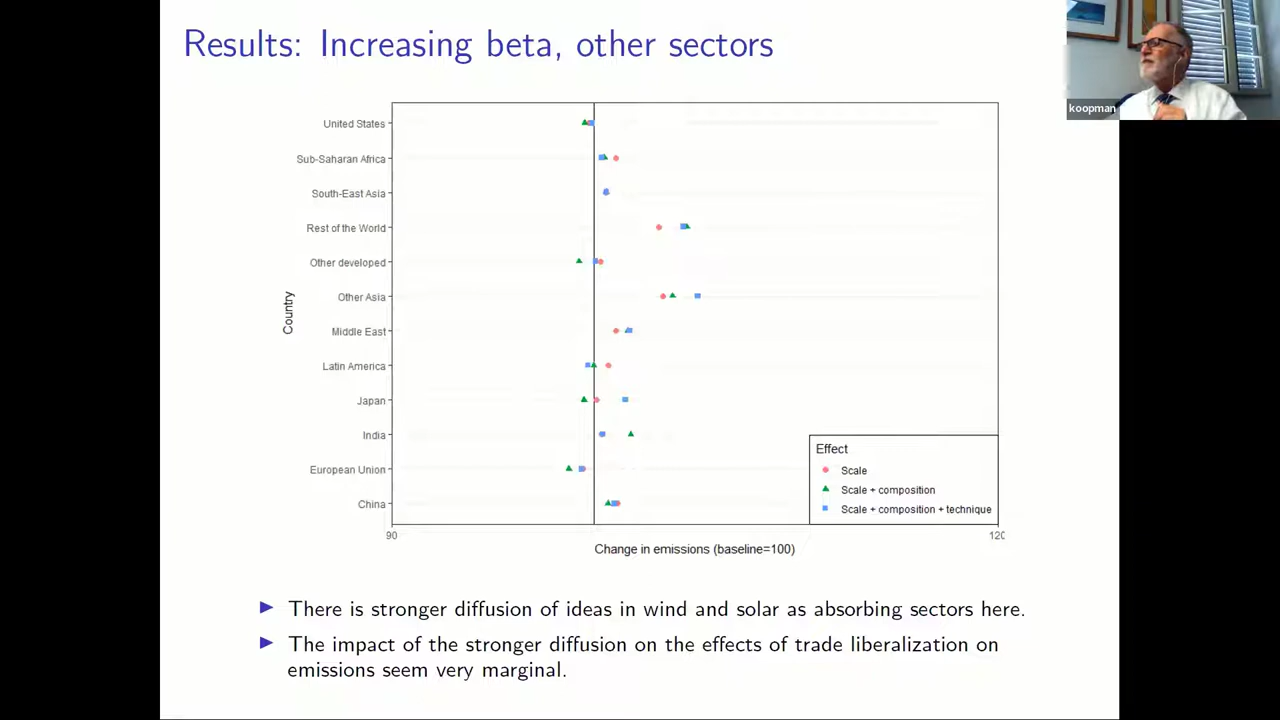 Results: Increasing beta, other sectors
koopman
United States
Sub-Saharan Africa
South-East Asia
Rest of the World
Other developed
Other Asia
Middle East
Latin America
Japan
India
European Union
China
Country
Effect
Scale
Scale + composition
Scale + composition + technique
90
120
Change in emissions (baseline=100)
There is stronger diffusion of ideas in wind and solar as absorbing sectors here.
The impact of the stronger diffusion on the effects of trade liberalization on
emissions seem very marginal.